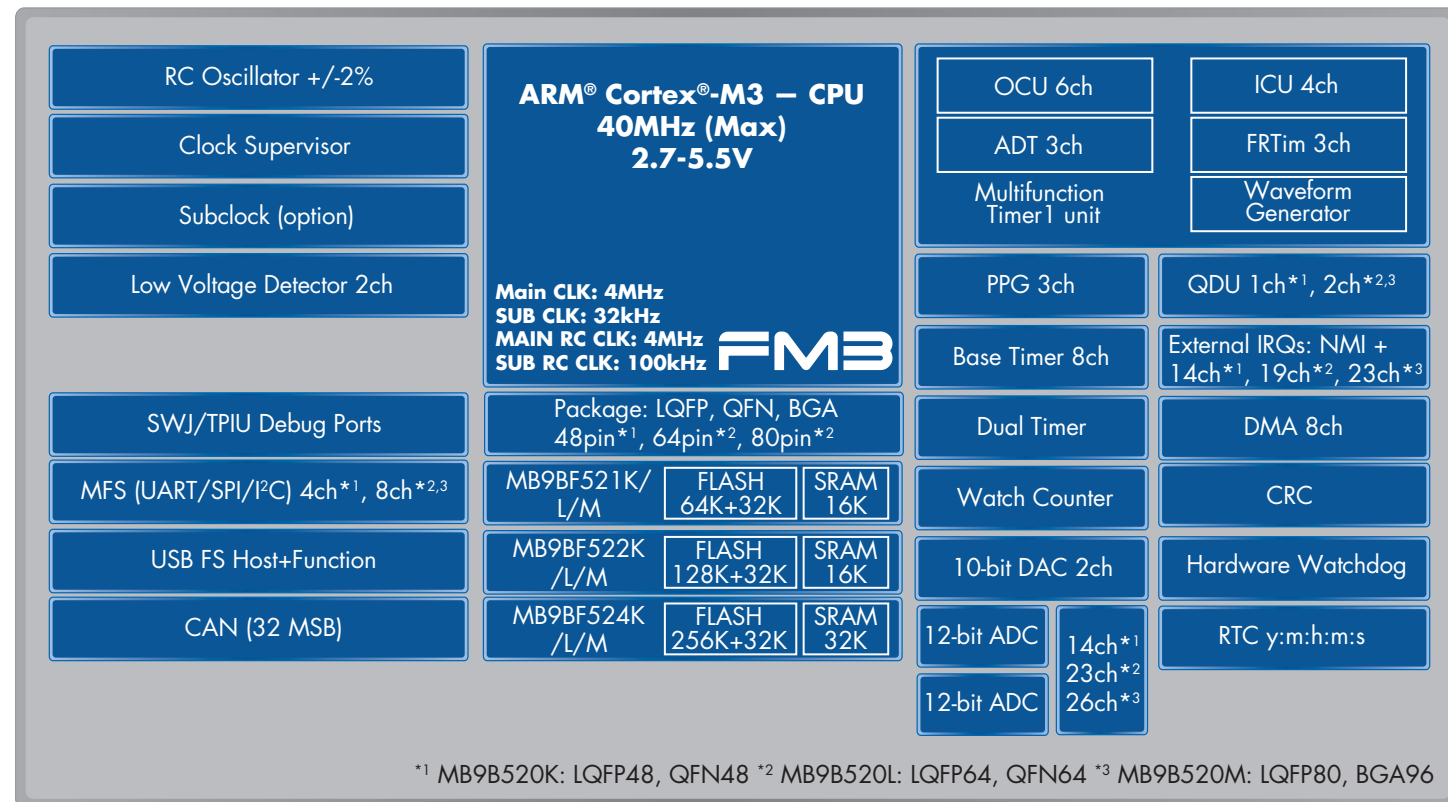 RC Oscillator +/-2%
Clock Supervisor
Subclock (option)
Low Voltage Detector 2ch
SWJ/TPIU Debug Ports
MFS (UART/SPI/I²C) 4ch*¹, 8ch*²,³
USB FS Host+Function
CAN (32 MSB)
ARM® Cortex®-M3 – CPU
40MHz (Max)
2.7-5.5V
Main CLK: 4MHz
SUB CLK: 32kHz
MAIN RC CLK: 4MHz
SUB RC CLK: 100kHz
FM3
Package: LQFP, QFN, BGA
48pin*¹, 64pin*², 80pin*²
MB9BF521K/
L/M
FLASH
64K+32K
SRAM
16K
MB9BF522K
/L/M
FLASH
128K+32K
SRAM
16K
MB9BF524K
/L/M
FLASH
256K+32K
SRAM
32K
OCU 6ch
ICU 4ch
ADT 3ch
FRTim 3ch
Multifunction
Timer1 unit
Waveform
Generator
PPG 3ch
QDU 1ch*¹, 2ch*²,³
Base Timer 8ch
External IRQs: NMI +
14ch*¹, 19ch*², 23ch*³
Dual Timer
DMA 8ch
Watch Counter
CRC
10-bit DAC 2ch
Hardware Watchdog
12-bit ADC
12-bit ADC
14ch*¹
23ch*²
26ch*³
RTC y:m:h:m:s
*¹ MB9B520K: LQFP48, QFN48 *² MB9B520L: LQFP64, QFN64 *³ MB9B520M: LQFP80, BGA96